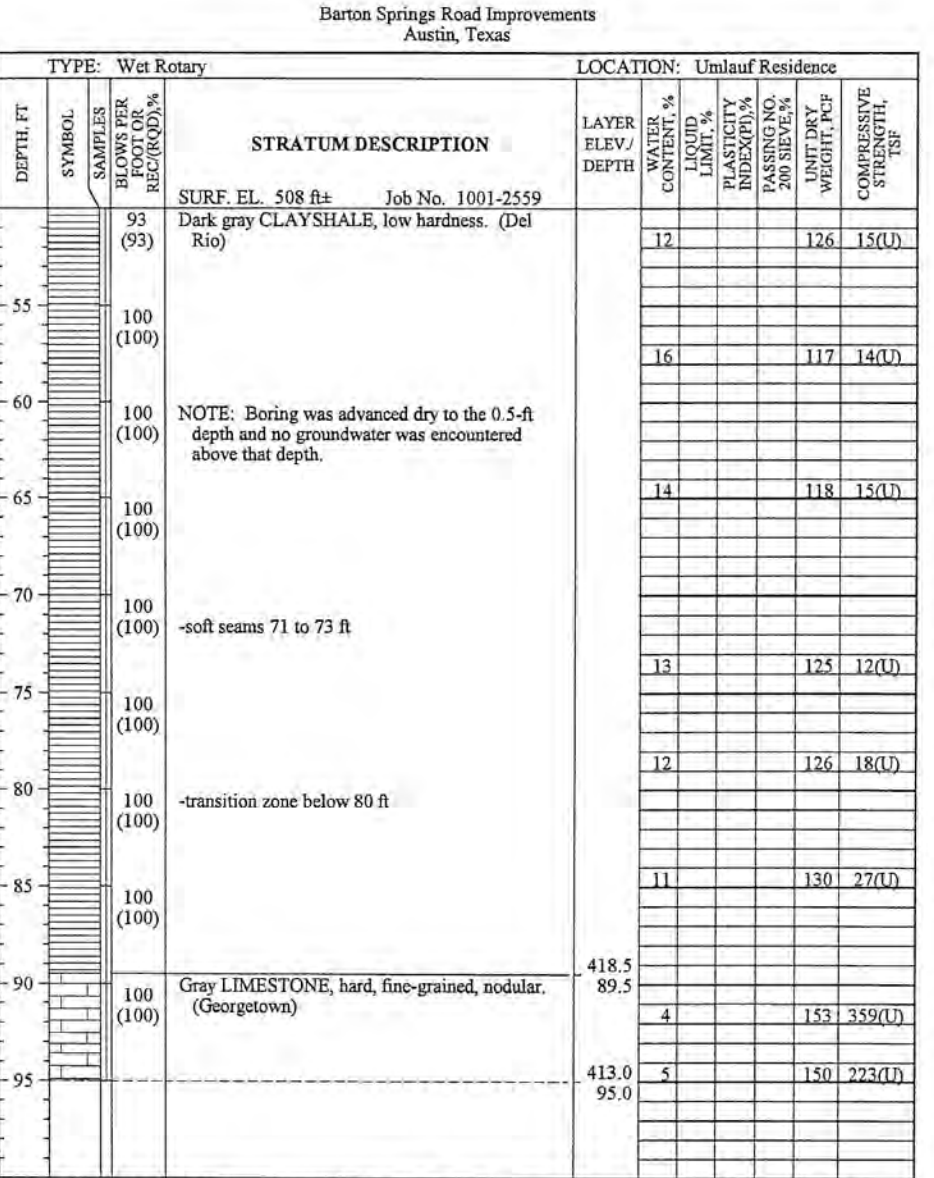 Barton Springs Road Improvements
Austin, Texas
TYPE: Wet Rotary LOCATION: Umlauf Residence
DEPTH, FT
SYMBOL
SAMPLES
BLOWS PER FOOT OR REC/(RQD),%
STRATUM DESCRIPTION
LAYER ELEV./ DEPTH
WATER CONTENT, %
LIQUID LIMIT, %
PLASTICITY INDEX(PI),%
PASSING NO. 200 SIEVE,%
UNIT DRY WEIGHT, PCF
COMPRESSIVE STRENGTH, TSF
SURF. EL. 508 ft± Job No. 1001-2559
93 Dark gray CLAYSHALE, low hardness. (Del
(93) Rio) 12 126 15(U)
55 100
(100)
16 117 14(U)
60 100 NOTE: Boring was advanced dry to the 0.5-ft
(100) depth and no groundwater was encountered
above that depth.
65 14 118 15(U)
100
(100)
70 100
(100) -soft seams 71 to 73 ft
13 125 12(U)
75 100
(100)
12 126 18(U)
80 100 -transition zone below 80 ft
(100)
85 11 130 27(U)
100
(100)
418.5
90 89.5
100 Gray LIMESTONE, hard, fine-grained, nodular.
(100) (Georgetown) 4 153 359(U)
95 413.0 5 150 223(U)
95.0